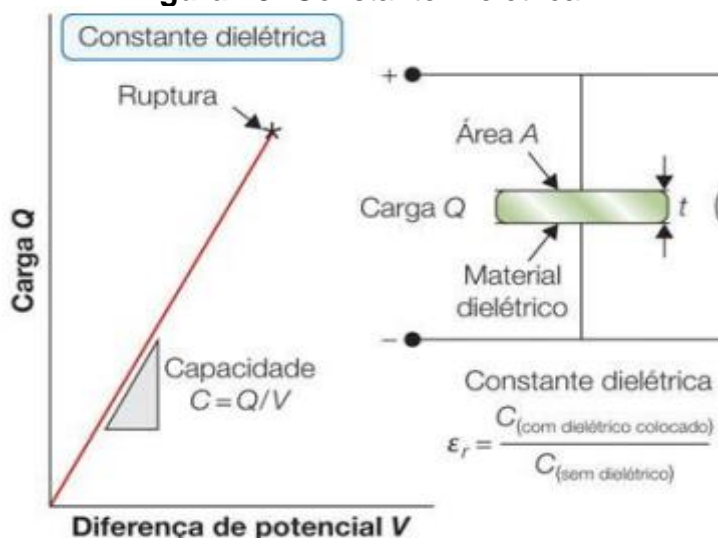 Constante dielétrica
Ruptura
Carga Q
Capacidade
C=Q/V
Diferença de potencial V
+
Área A
Carga Q
t
Material
dielétrico
−
Constante dielétrica
εr = C(com dielétrico colocado)
C(sem dielétrico)